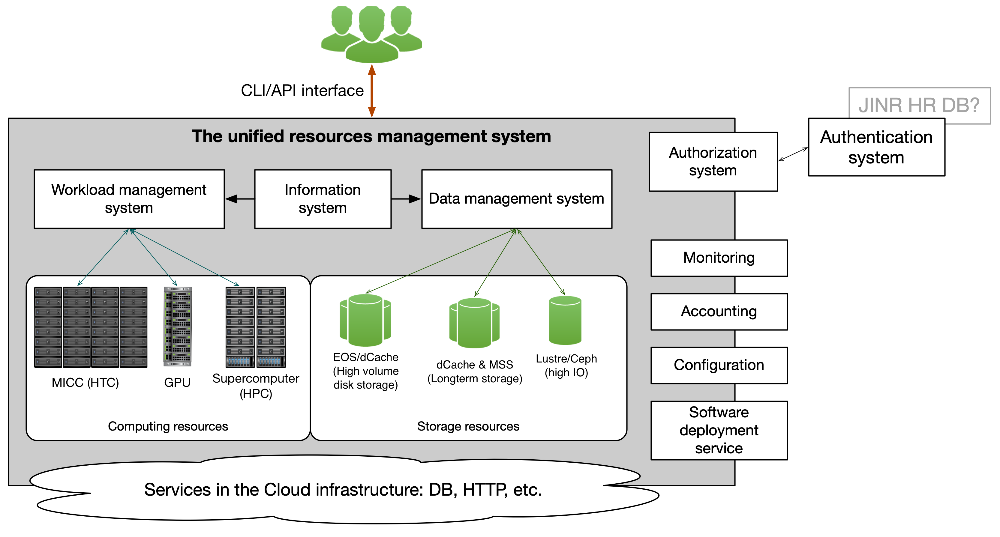 CLI/API interface
JINR HR DB?
The unified resources management system
Authorization
system
Authentication
system
Workload management
system
Information
system
Data management system
Monitoring
Accounting
Configuration
Software
deployment
service
MICC (HTC)
GPU
Supercomputer
(HPC)
Computing resources
EOS/dCache
(High volume
disk storage)
dCache & MSS
(Longterm storage)
Lustre/Ceph
(high IO)
Storage resources
Services in the Cloud infrastructure: DB, HTTP, etc.